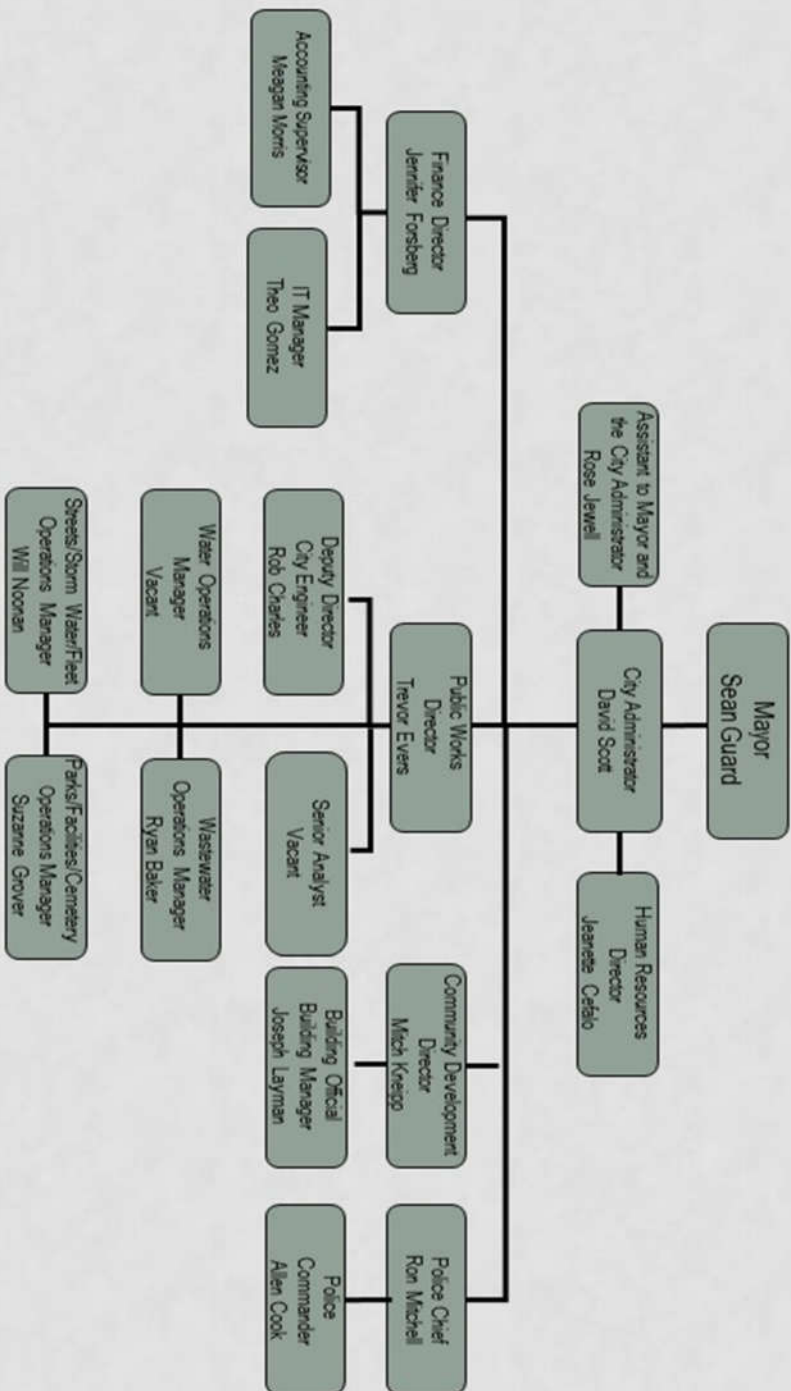 Mayor
Sean Guard
Assistant to Mayor and
the City Administrator
Rose Jewell
City Administrator
David Scott
Human Resources
Director
Jeanette Cefalo
Finance Director
Jennifer Forsberg
Public Works
Director
Trevor Evers
Community Development
Director
Mitch Kneipp
Police Chief
Ron Mitchell
Accounting Supervisor
Meagan Morris
IT Manager
Theo Gomez
Deputy Director
City Engineer
Rob Charles
Senior Analyst
Vacant
Building Official
Building Manager
Joseph Layman
Police
Commander
Allen Cook
Water Operations
Manager
Vacant
Wastewater
Operations Manager
Ryan Baker
Streets/Storm Water/Fleet
Operations Manager
Will Noonan
Parks/Facilities/Cemetery
Operations Manager
Suzanne Grover